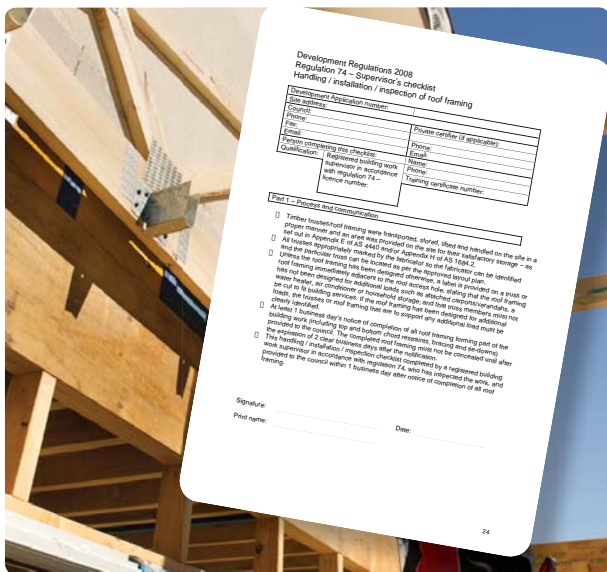 Development Regulations 2008
Regulation 74 – Supervisor's checklist
Handling / installation / inspection of roof framing
Development Application number:
Site address:
Council:
Private certifier (if applicable):
Phone:
Fax:
Phone:
Email:
Email:
Person completing this checklist:
Name:
Qualification:
Registered building work
supervisor in accordance
with regulation 74 –
licence number:
Phone:
Training certificate number:
Part 1 – Process and communication
Timber trusses/roof framing were transported, stored, lifted and handled on the site in a
proper manner and an area was provided on the site for their satisfactory storage – as
set out in Appendix E of AS 4440 and/or Appendix H of AS 1684.2.
All trusses appropriately marked by the fabricator so the fabricator can be identified
and the particular truss can be located as per the approved layout plan.
Unless the roof framing has been designed otherwise, a label is provided on a truss or
roof framing immediately adjacent to the roof access hole, stating that the roof framing
has not been designed for additional loads such as attached carports/verandahs, a
water heater, air conditioner or household storage; and that truss members must not
be cut to fit building services. If the roof framing has been designed for additional
loads, the trusses or roof framing that are to support any additional load must be
clearly identified.
At least 1 business day's notice of completion of all roof framing forming part of the
building work (including top and bottom chord restraints, bracing and tie-downs)
provided to the council. The completed roof framing must not be concealed until after
the expiration of 2 clear business days after the notification.
This handling / installation / inspection checklist completed by a registered building
work supervisor in accordance with regulation 74, who has inspected the work, and
provided to the council within 1 business day after notice of completion of all roof
framing.
Signature:
Print name:
Date:
24